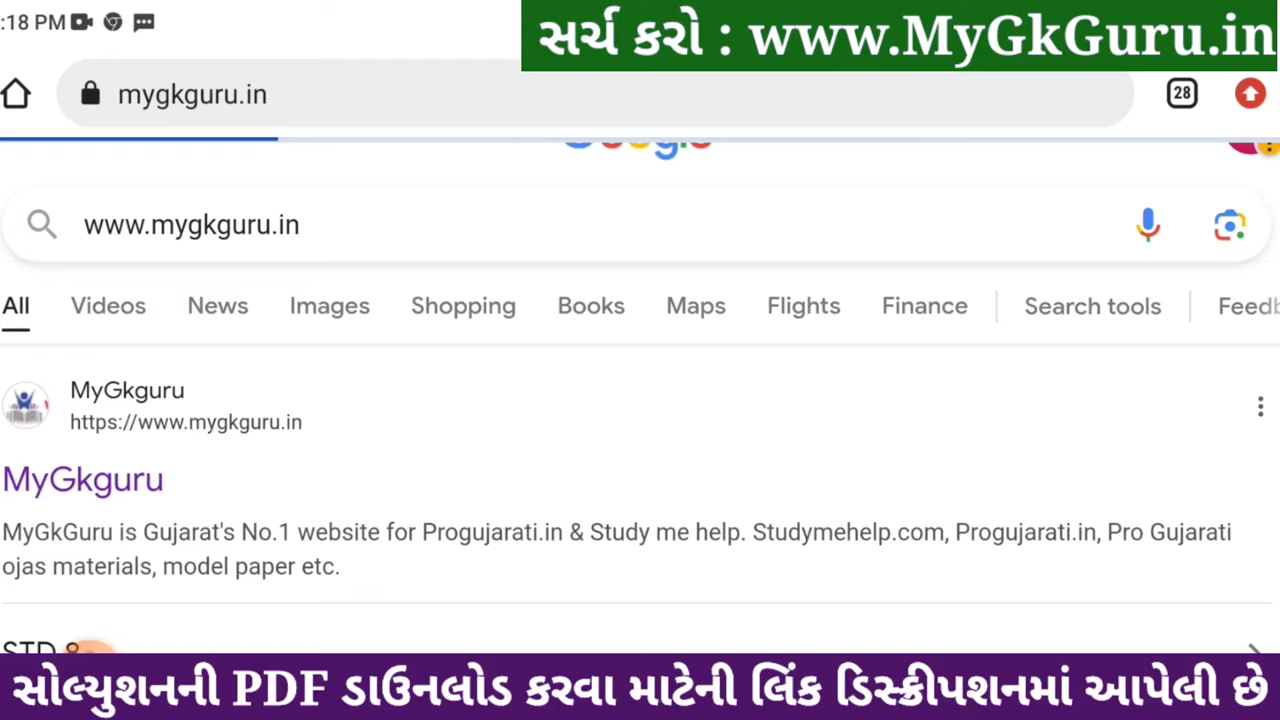 :18 PM
સર્ચ કરો : www.MyGkGuru.in
mygkguru.in
28
www.mygkguru.in
All Videos News Images Shopping Books Maps Flights Finance Search tools Feedb
MyGkguru
https://www.mygkguru.in
MyGkguru
MyGkGuru is Gujarat's No.1 website for Progujarati.in & Study me help. Studymehelp.com, Progujarati.in, Pro Gujarati
ojas materials, model paper etc.
STD 8
સોલ્યુશનની PDF ડાઉનલોડ કરવા માટેની લિંક ડિસ્ક્રીપશનમાં આપેલી છે